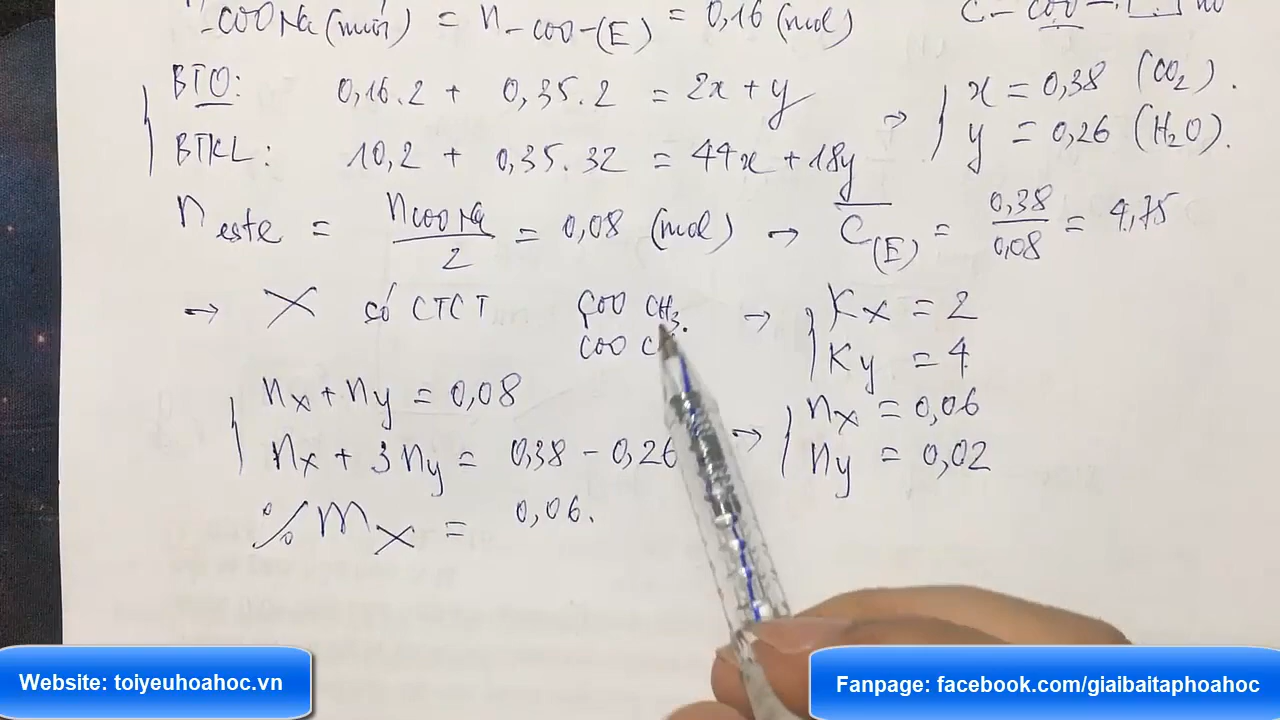 -COONa (muối) = n -COO-(E) = 0,16 (mol)
BTO: 0,16.2 + 0,35.2 = 2x + y → x = 0,38 (CO2).
BTKL: 10,2 + 0,35.32 = 44x + 18y y = 0,26 (H2O).
n este = nCOONa/2 = 0,08 (mol) → C̅(E) = 0,38/0,08 = 4,75
→ X có CTCT COOCH3. → Kx = 2
COO C Ky = 4
nx + ny = 0,08 → nx = 0,06
nx + 3ny = 0,38 - 0,26 ny = 0,02
%mX = 0,06.
Website: toiyeuhoahoc.vn
Fanpage: facebook.com/giaibaitaphoahoc